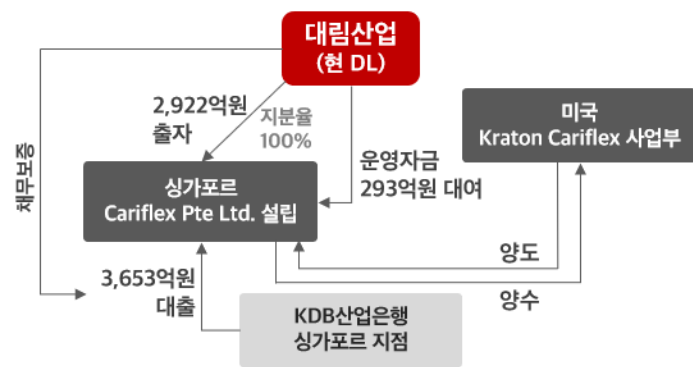 대림산업
(현 DL)
2,922억원
출자
지분율
100%
미국
Kraton Cariflex 사업부
채무보증
운영자금
293억원 대여
싱가포르
Cariflex Pte Ltd. 설립
양도
3,653억원
대출
양수
KDB산업은행
싱가포르 지점